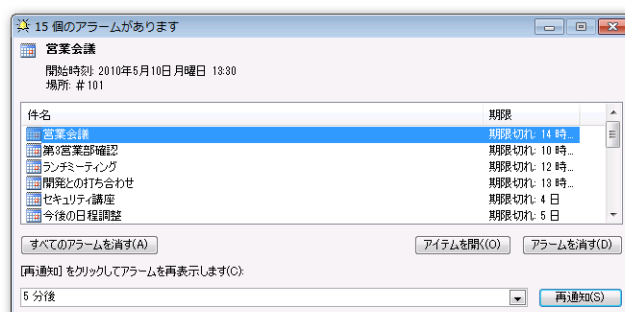 15 個のアラームがあります
営業会議
開始時刻: 2010年5月10日 月曜日 13:30
場所: #101
件名 期限
営業会議 期限切れ: 14 時...
第3営業部確認 期限切れ: 10 時...
ランチミーティング 期限切れ: 12 時...
開発との打ち合わせ 期限切れ: 13 時...
セキュリティ講座 期限切れ: 4 日
今後の日程調整 期限切れ: 5 日
すべてのアラームを消す(A) アイテムを開く(O) アラームを消す(D)
[再通知] をクリックしてアラームを再表示します(C):
5 分後 再通知(S)